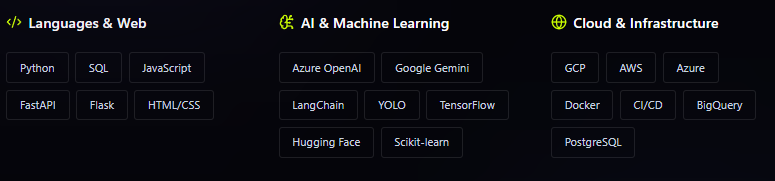 Languages & Web
Python SQL JavaScript
FastAPI Flask HTML/CSS
AI & Machine Learning
Azure OpenAI Google Gemini
LangChain YOLO TensorFlow
Hugging Face Scikit-learn
Cloud & Infrastructure
GCP AWS Azure
Docker CI/CD BigQuery
PostgreSQL